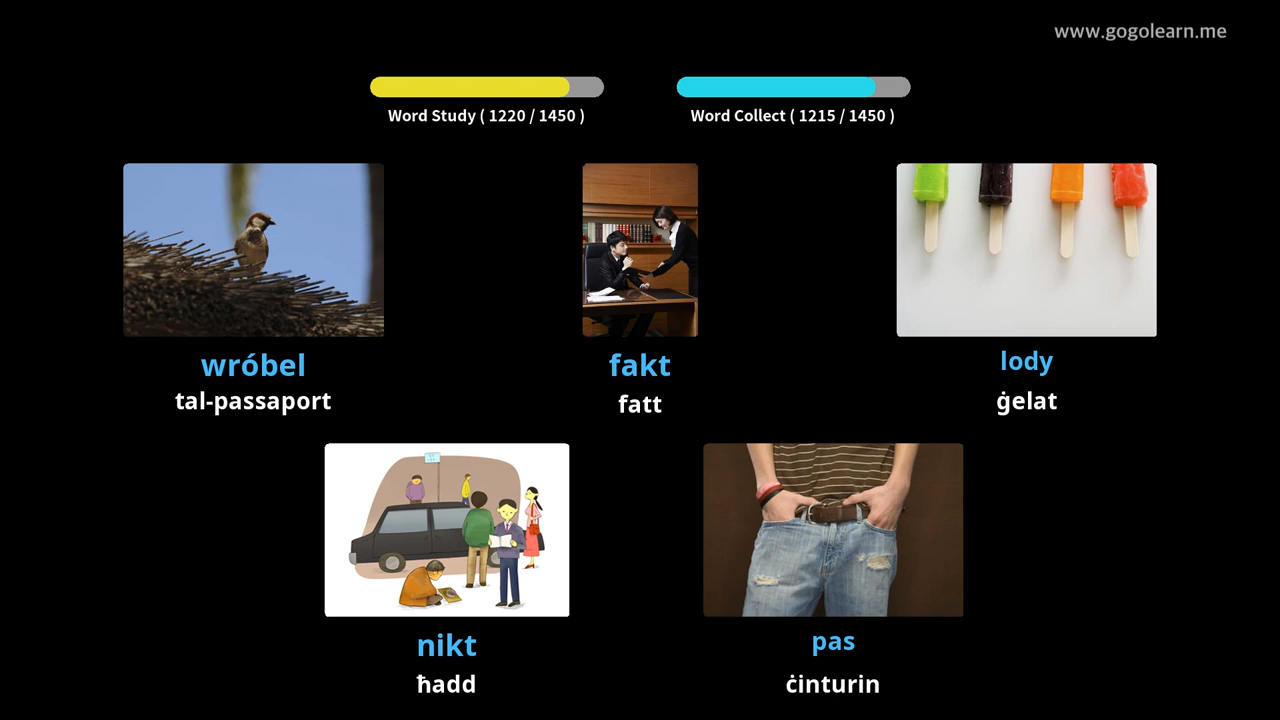 www.gogolearn.me
Word Study ( 1220 / 1450 )
Word Collect ( 1215 / 1450 )
wróbel
tal-passaport
fakt
fatt
lody
ġelat
nikt
ħadd
pas
ċinturin